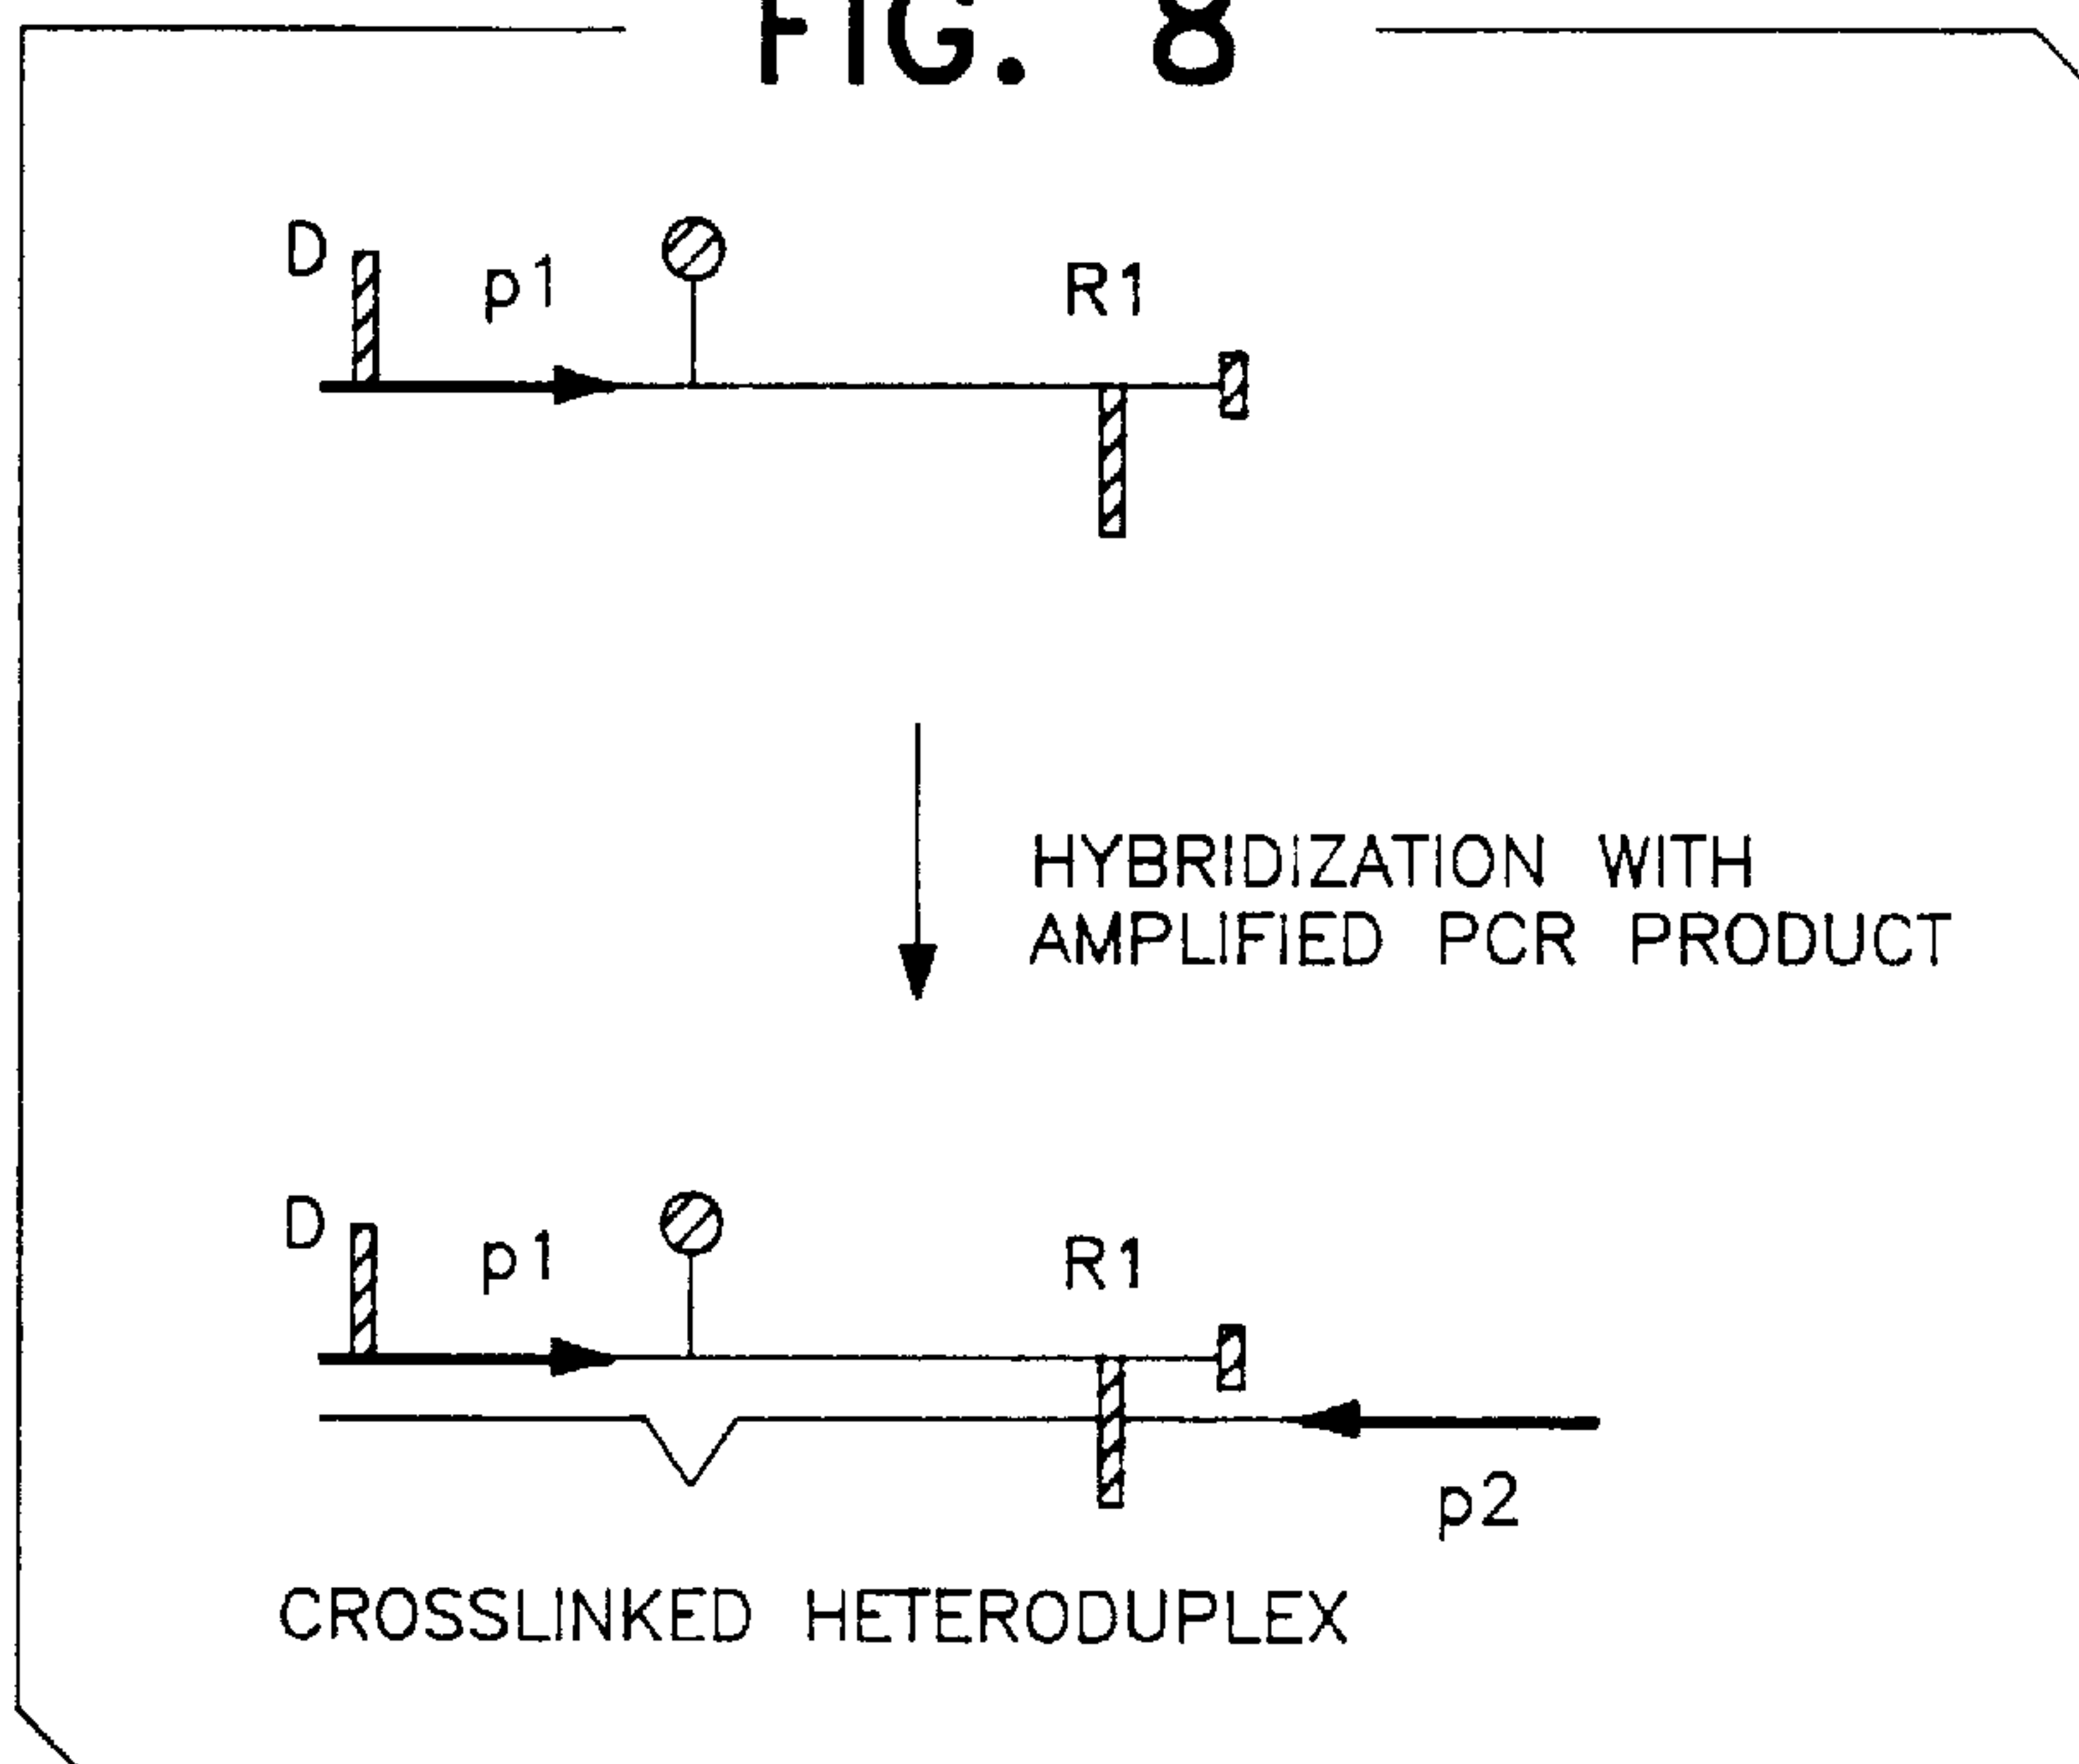 FIG. 8
D
p1
R1
HYBRIDIZATION WITH
AMPLIFIED PCR PRODUCT
D
p1
R1
p2
CROSSLINKED HETERODUPLEX